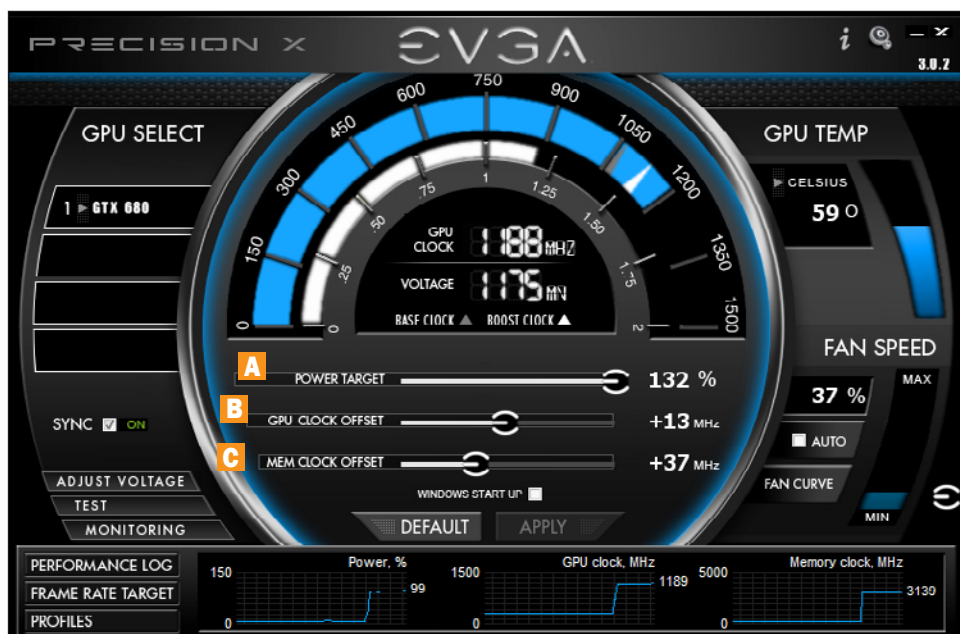 PRECISION X
EVGA
i
3.0.2
GPU SELECT
1 GTX 680
SYNC ON
ADJUST VOLTAGE
TEST
MONITORING
0
150
300
450
600
750
900
1050
1200
1350
1500
0
.25
.50
.75
1
1.25
1.50
1.75
2
GPU CLOCK 1188 MHZ
VOLTAGE 1175
BASE CLOCK BOOST CLOCK
A
POWER TARGET 132 %
B
GPU CLOCK OFFSET +13 MHz
C
MEM CLOCK OFFSET +37 MHz
WINDOWS START UP
DEFAULT APPLY
GPU TEMP
CELSIUS
59 O
FAN SPEED
37 %
MAX
AUTO
FAN CURVE
MIN
PERFORMANCE LOG
FRAME RATE TARGET
PROFILES
150 Power, %
99
0
1500 GPU clock, MHz
1189
0
5000 Memory clock, MHz
3139
0